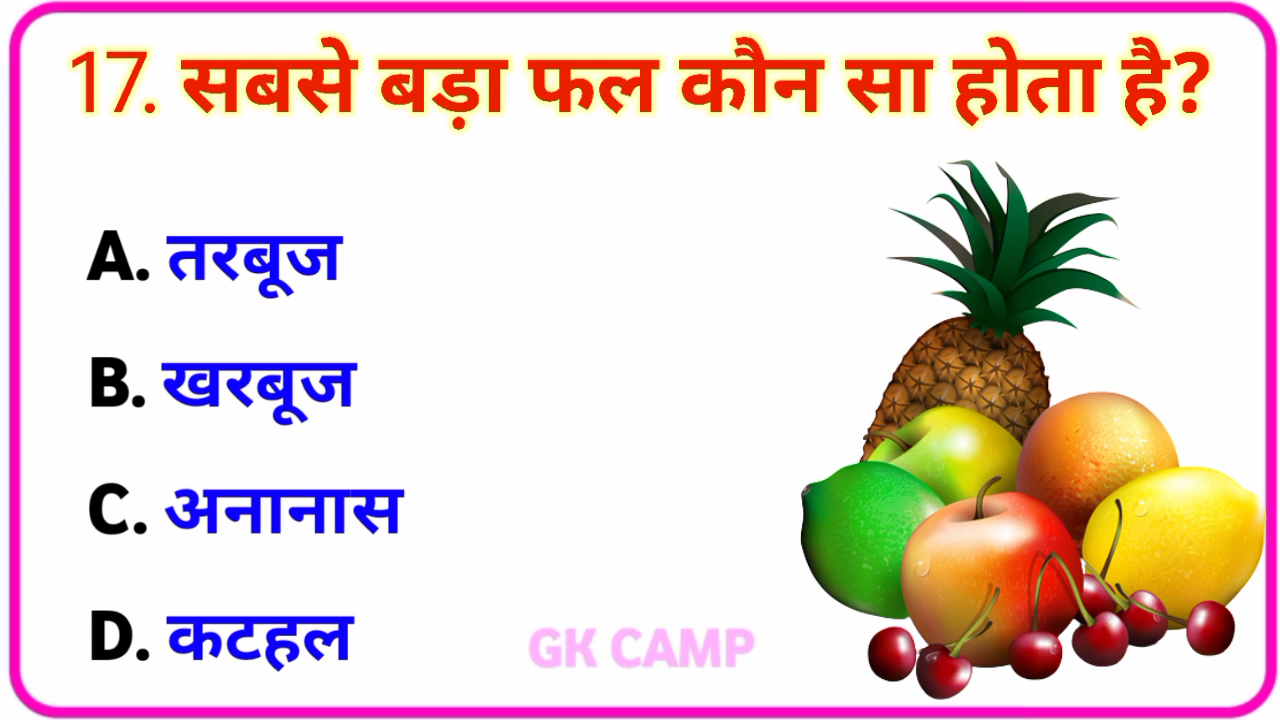 17. सबसे बड़ा फल कौन सा होता है?
A. तरबूज
B. खरबूज
C. अनानास
D. कटहल
GK CAMP